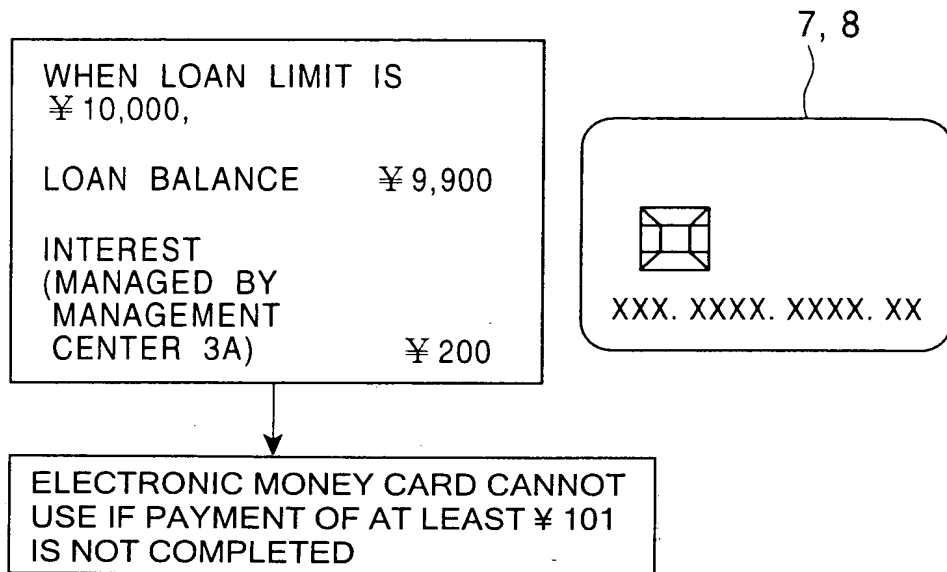 7, 8
WHEN LOAN LIMIT IS
¥ 10,000,
LOAN BALANCE ¥ 9,900
INTEREST
(MANAGED BY
MANAGEMENT
CENTER 3A) ¥ 200
XXX. XXXX. XXXX. XX
ELECTRONIC MONEY CARD CANNOT
USE IF PAYMENT OF AT LEAST ¥ 101
IS NOT COMPLETED